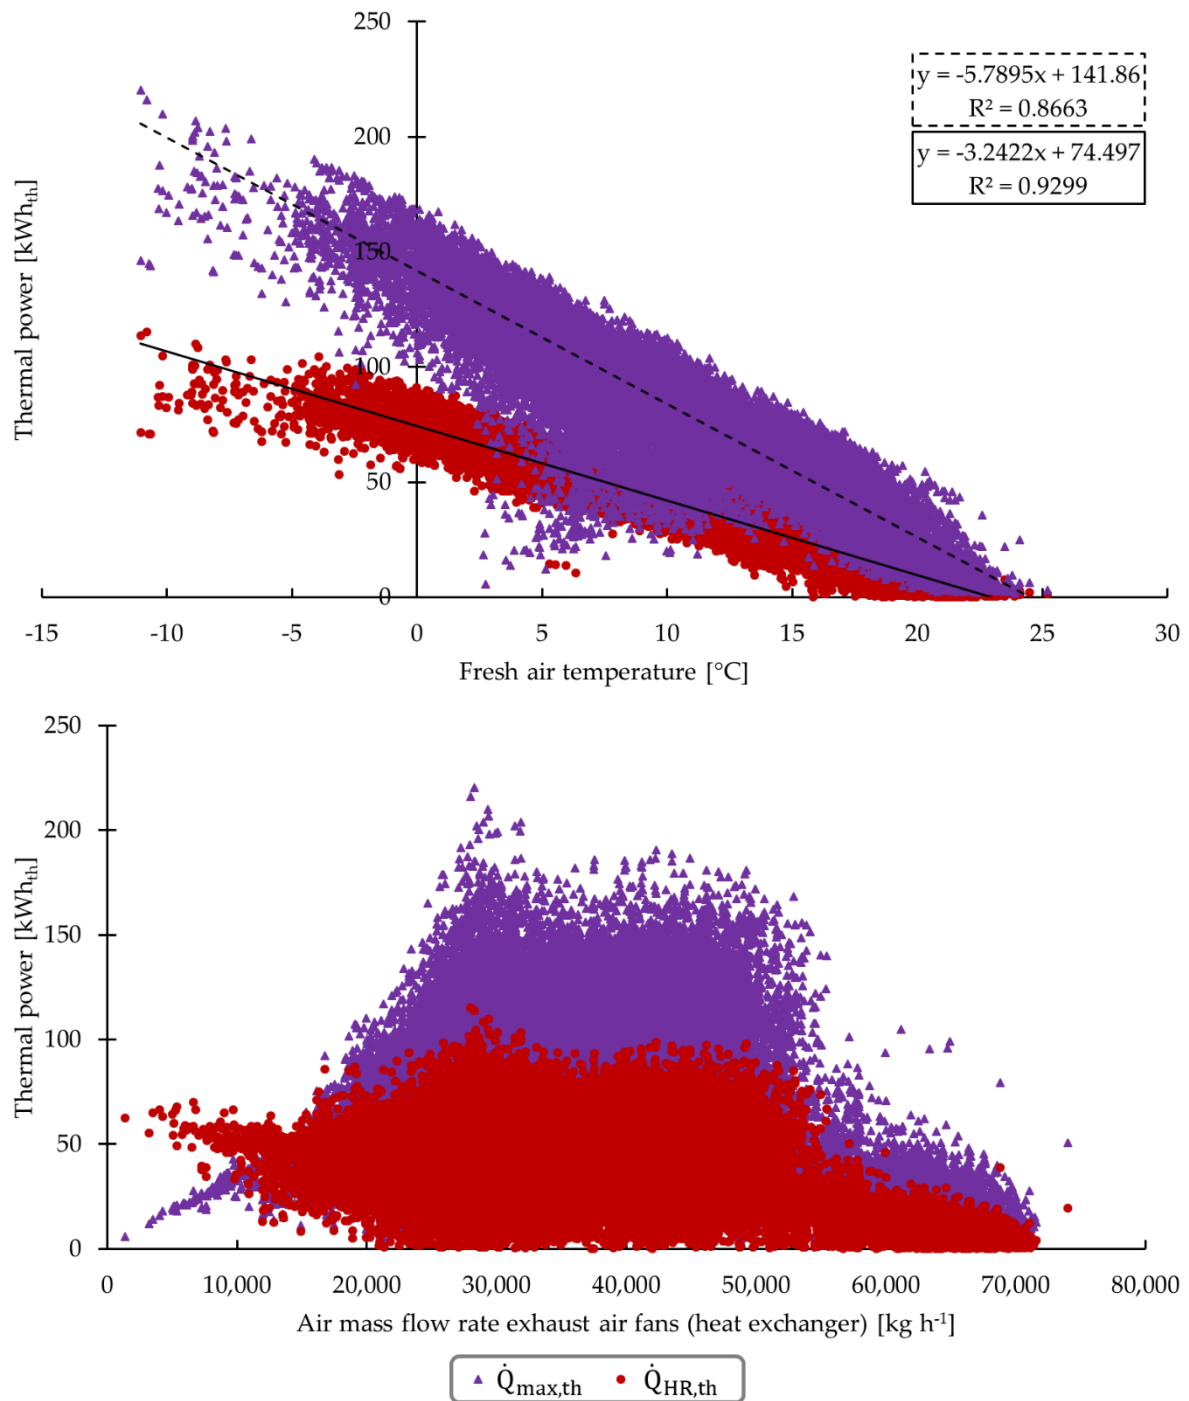 250
200
150
100
50
0
Thermal power [kWh_th]
y = -5.7895x + 141.86
R² = 0.8663
y = -3.2422x + 74.497
R² = 0.9299
-15 -10 -5 0 5 10 15 20 25 30
Fresh air temperature [°C]
250
200
150
100
50
0
Thermal power [kWh_th]
0 10,000 20,000 30,000 40,000 50,000 60,000 70,000 80,000
Air mass flow rate exhaust air fans (heat exchanger) [kg h⁻¹]
Q̇_max,th Q̇_HR,th